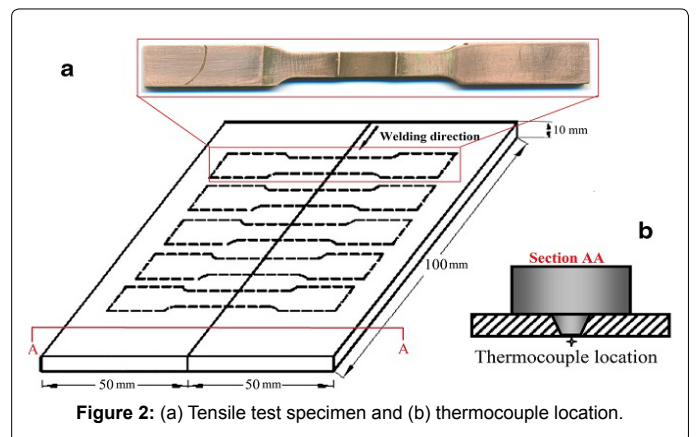 a
Welding direction
10 mm
100mm
b
Section AA
A
A
Thermocouple location
50 mm
50 mm
Figure 2: (a) Tensile test specimen and (b) thermocouple location.